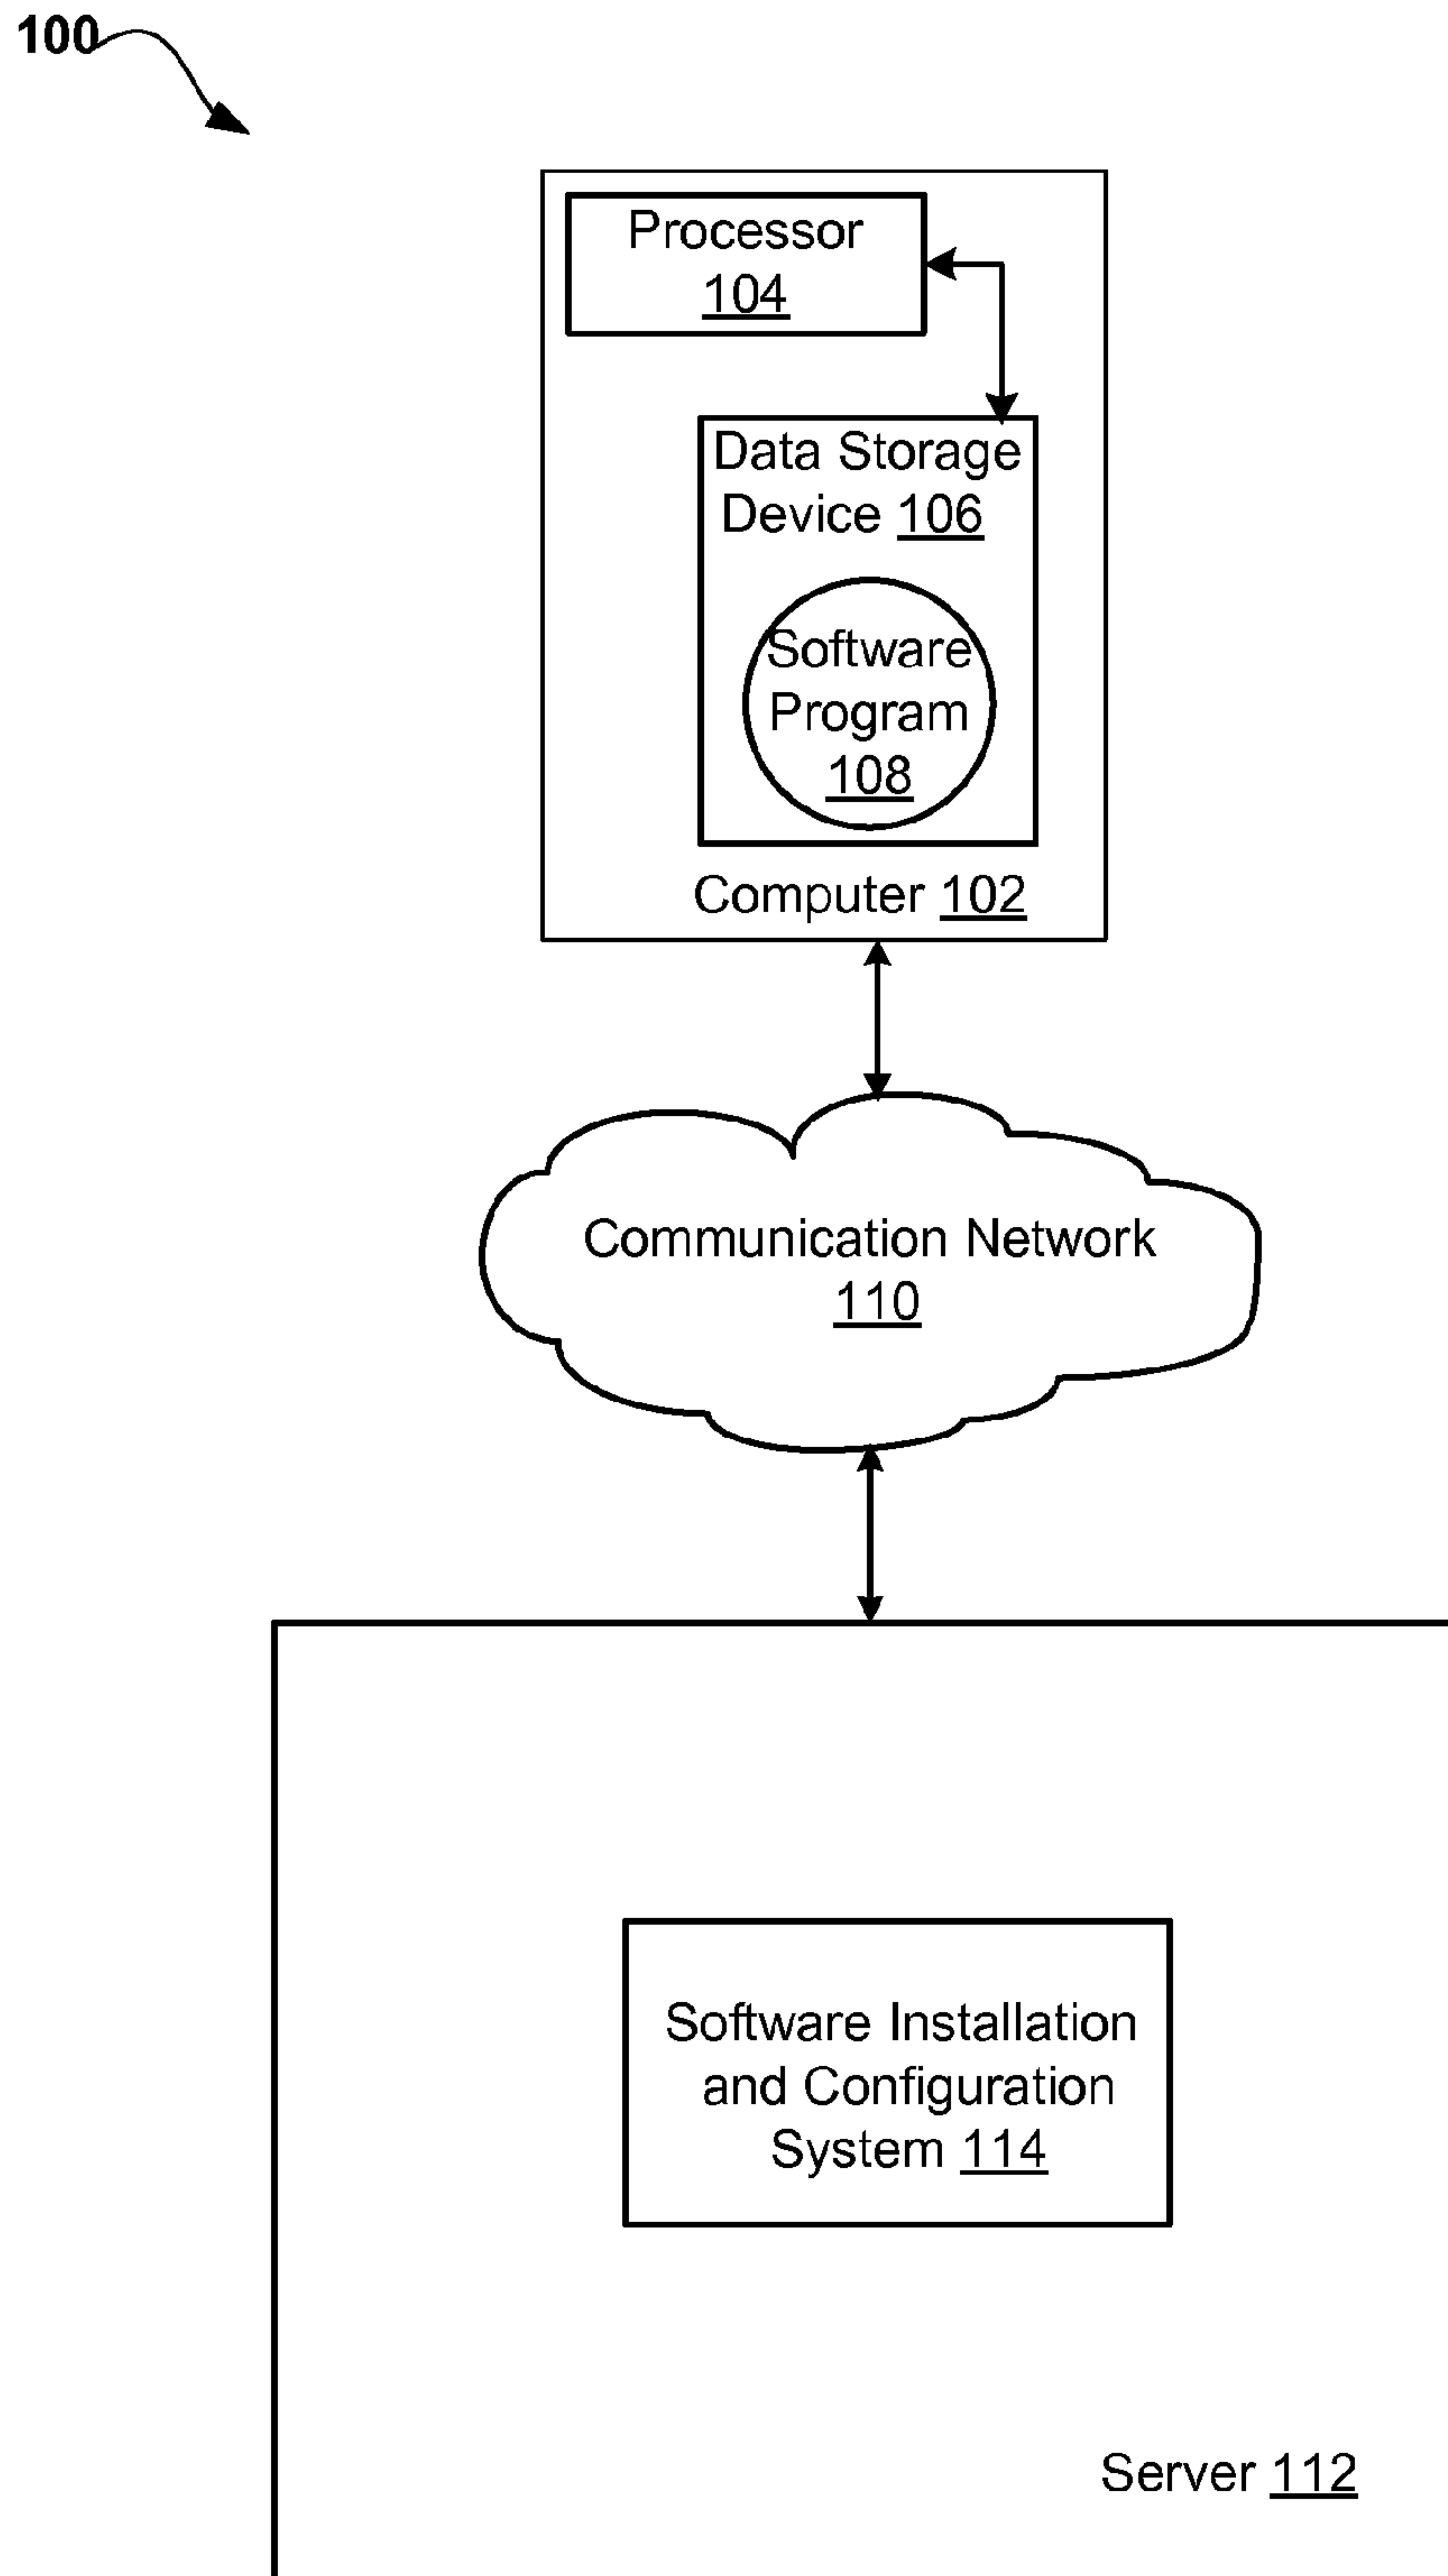 100
Processor
104
Data Storage
Device 106
Software
Program
108
Computer 102
Communication Network
110
Software Installation
and Configuration
System 114
Server 112